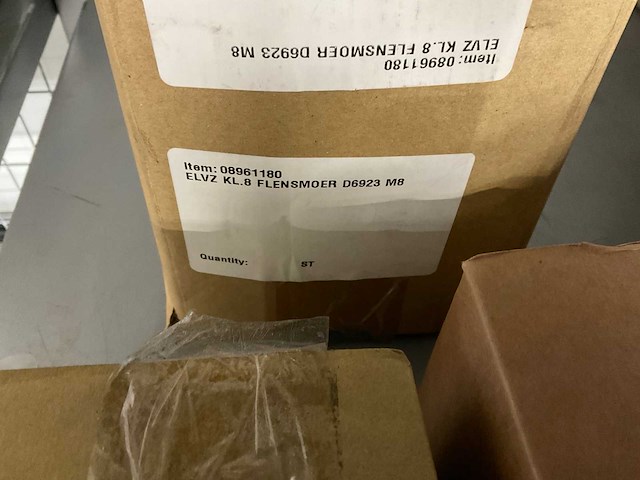 Item: 08961180
ELVZ KL.8 FLENSMOER D6923 M8
Item: 08961180
ELVZ KL.8 FLENSMOER D6923 M8
Quantity: ST